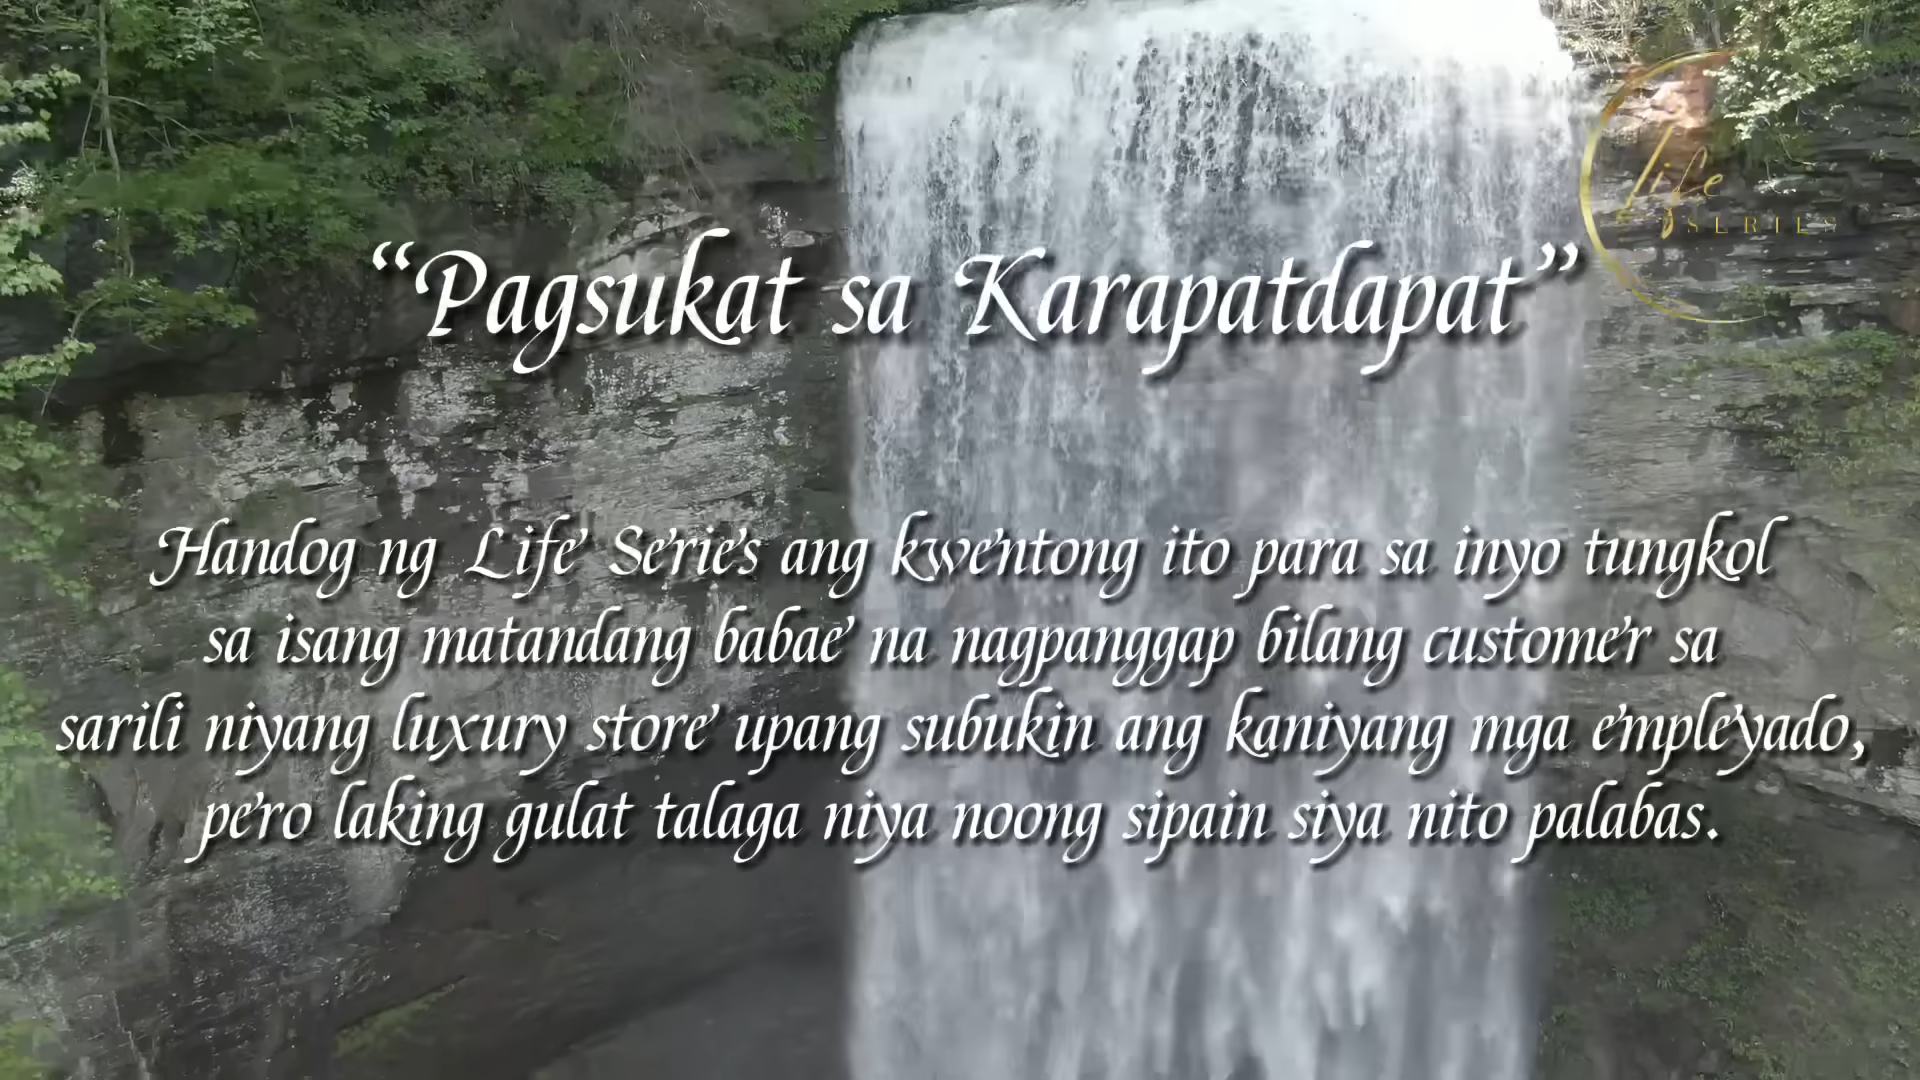 “Pagsukat sa Karapatdapat”
Life
SERIES
Handog ng Life Series ang kwentong ito para sa inyo tungkol
sa isang matandang babae na nagpanggap bilang customer sa
sarili niyang luxury store upang subukin ang kaniyang mga empleyado,
pero laking gulat talaga niya noong sipain siya nito palabas.